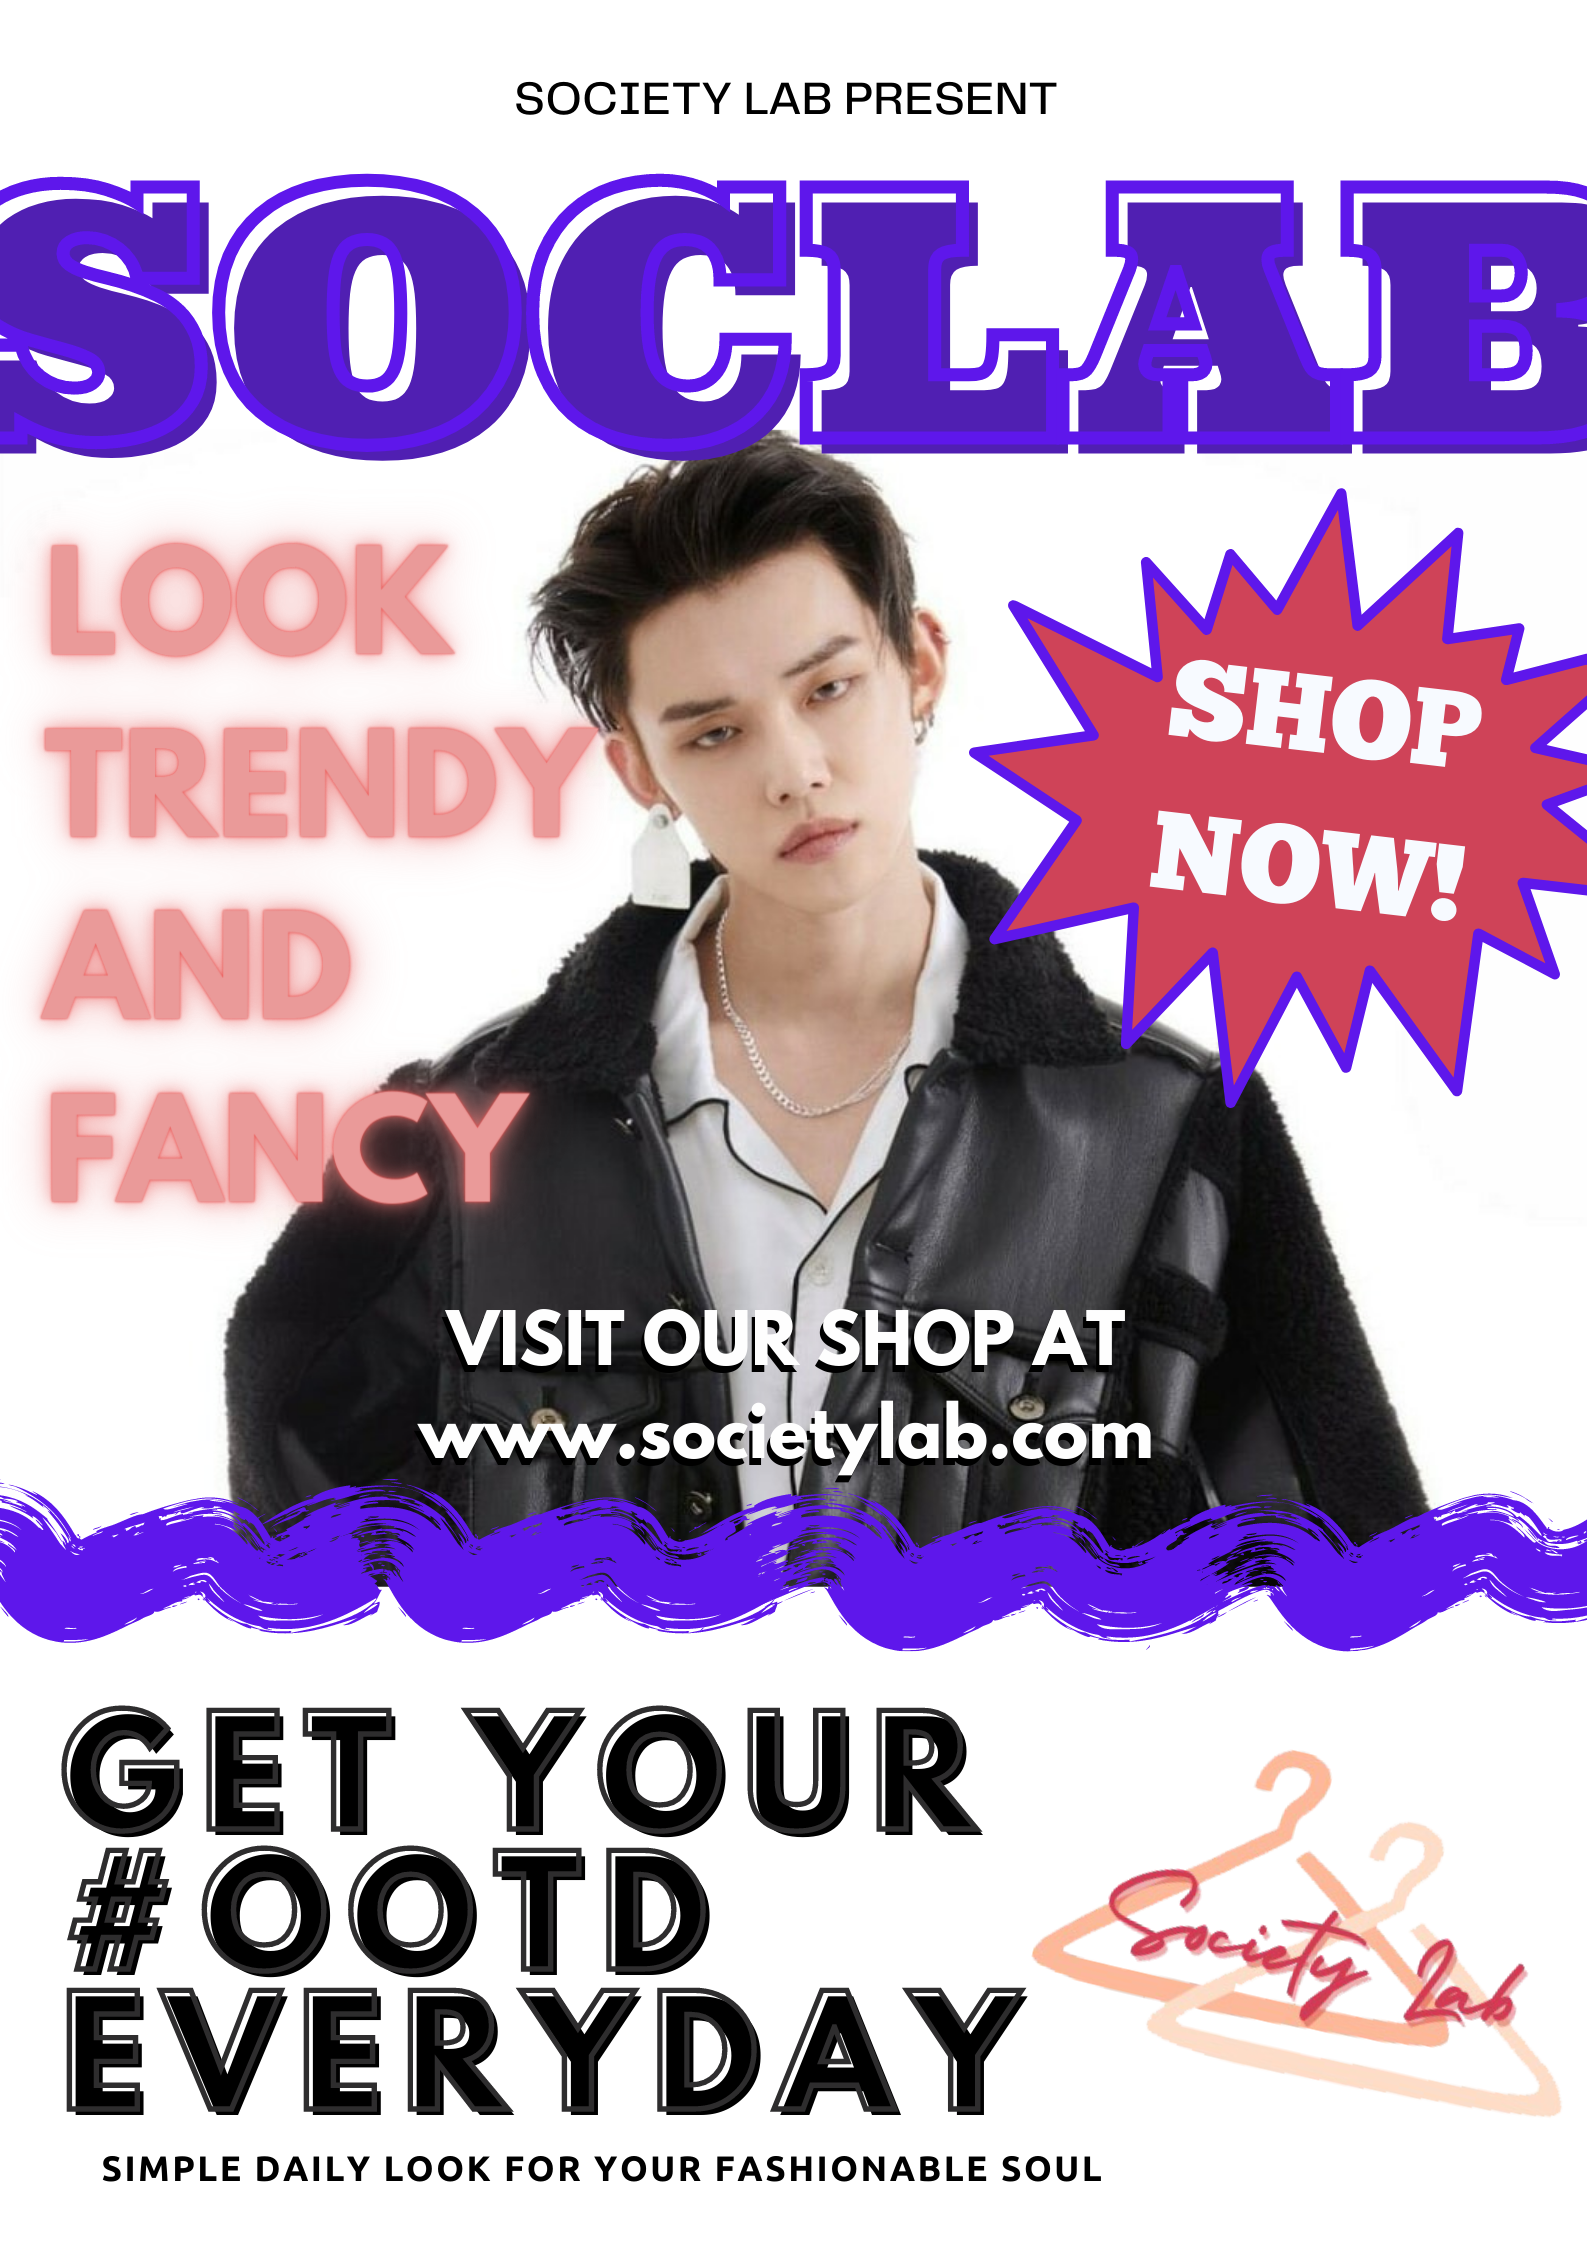 SOCIETY LAB PRESENT
SOCLAB
LOOK
TRENDY
AND
FANCY
SHOP
NOW!
VISIT OUR SHOP AT
www.societylab.com
GET YOUR
#OOTD
EVERYDAY
Society Lab
SIMPLE DAILY LOOK FOR YOUR FASHIONABLE SOUL